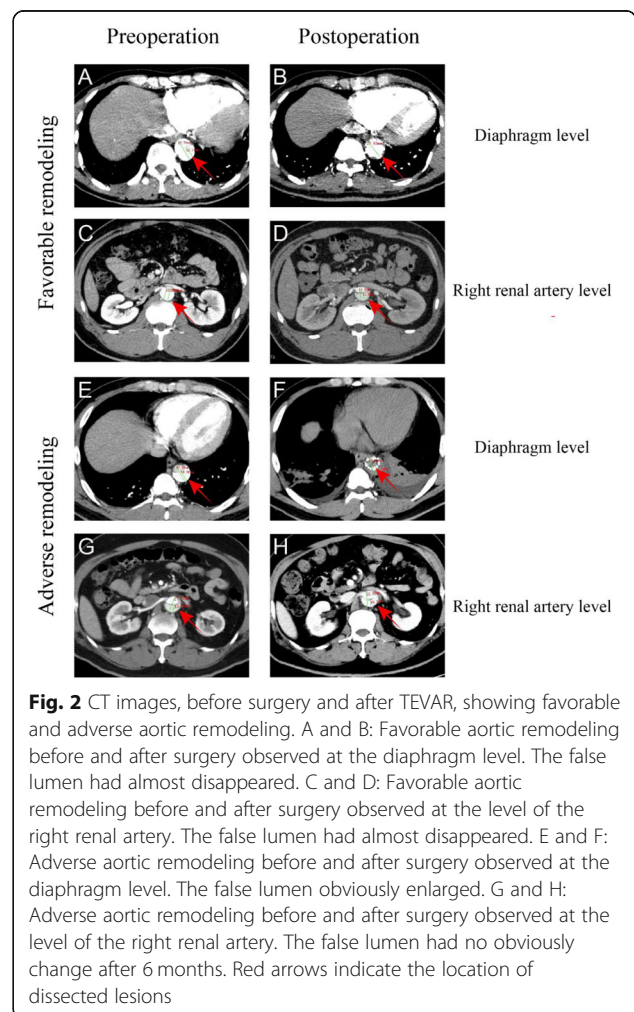 Preoperation Postoperation
A B
Favorable remodeling
Diaphragm level
C D
Right renal artery level
E F
Adverse remodeling
Diaphragm level
G H
Right renal artery level
Fig. 2 CT images, before surgery and after TEVAR, showing favorable
and adverse aortic remodeling. A and B: Favorable aortic remodeling
before and after surgery observed at the diaphragm level. The false
lumen had almost disappeared. C and D: Favorable aortic
remodeling before and after surgery observed at the level of the
right renal artery. The false lumen had almost disappeared. E and F:
Adverse aortic remodeling before and after surgery observed at the
diaphragm level. The false lumen obviously enlarged. G and H:
Adverse aortic remodeling before and after surgery observed at the
level of the right renal artery. The false lumen had no obviously
change after 6 months. Red arrows indicate the location of
dissected lesions